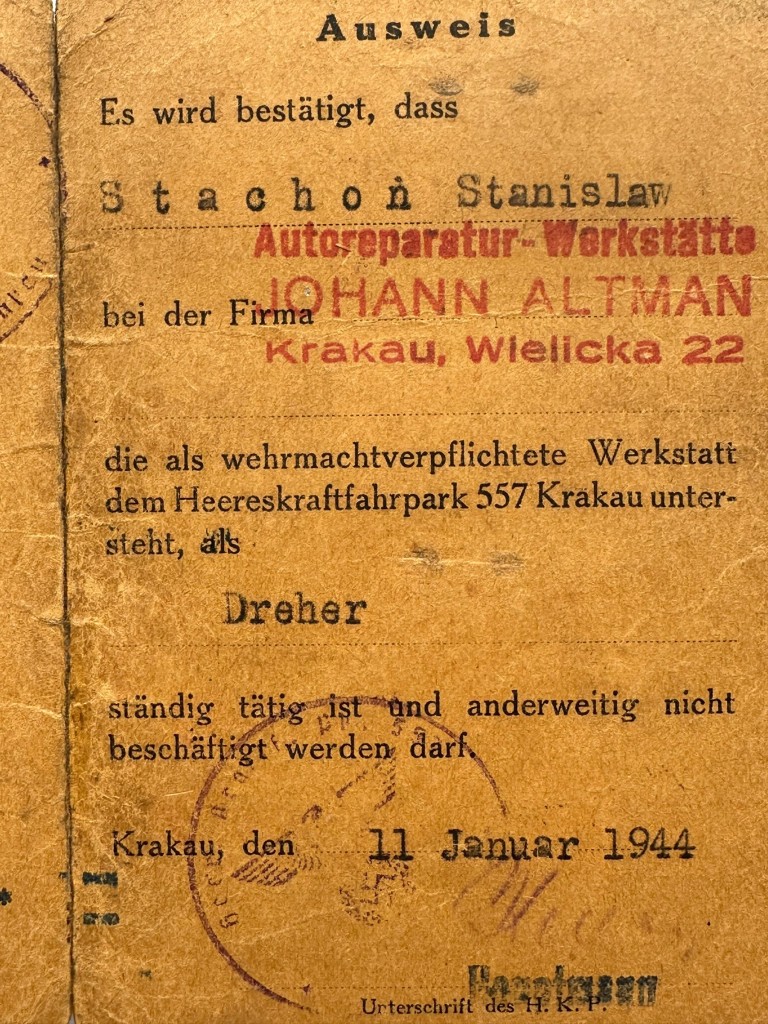 Ausweis
Es wird bestätigt, dass
Stachoń Stanislaw
Autoreparatur-Werkstätte
JOHANN ALTMAN
bei der Firma
Krakau, Wielicka 22
die als wehrmachtverpflichtete Werkstatt
dem Heereskraftfahrpark 557 Krakau unter-
steht, als
Dreher
ständig tätig ist und anderweitig nicht
beschäftigt werden darf.
Krakau, den 11 Januar 1944
Unterschrift des H. K. P.